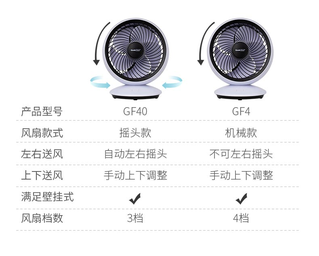 产品型号 GF40 GF4
风扇款式 摇头款 机械款
左右送风 自动左右摇头 不可左右摇头
上下送风 手动上下调整 手动上下调整
满足壁挂式 ✓ ✓
风扇档数 3档 4档